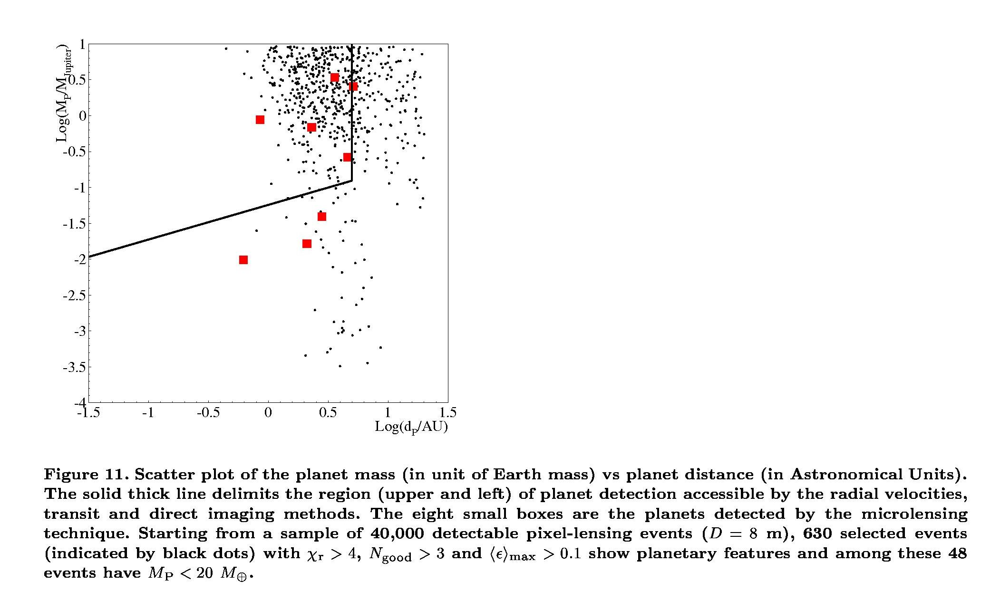 Log(M_P/M_Jupiter)
1
0.5
0
-0.5
-1
-1.5
-2
-2.5
-3
-3.5
-4
-1.5 -1 -0.5 0 0.5 1 1.5
Log(d_P/AU)
Figure 11. Scatter plot of the planet mass (in unit of Earth mass) vs planet distance (in Astronomical Units).
The solid thick line delimits the region (upper and left) of planet detection accessible by the radial velocities,
transit and direct imaging methods. The eight small boxes are the planets detected by the microlensing
technique. Starting from a sample of 40,000 detectable pixel-lensing events (D = 8 m), 630 selected events
(indicated by black dots) with χ_r > 4, N_good > 3 and ⟨ϵ⟩_max > 0.1 show planetary features and among these 48
events have M_P < 20 M_⊕.